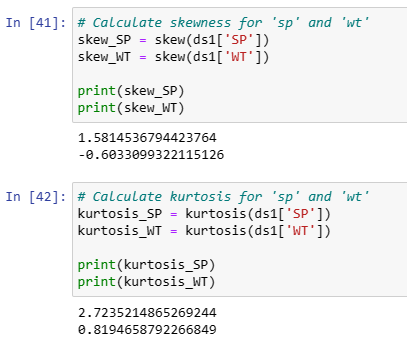 In [41]: # Calculate skewness for 'sp' and 'wt'
skew_SP = skew(ds1['SP'])
skew_WT = skew(ds1['WT'])
print(skew_SP)
print(skew_WT)
1.5814536794423764
-0.6033099322115126
In [42]: # Calculate kurtosis for 'sp' and 'wt'
kurtosis_SP = kurtosis(ds1['SP'])
kurtosis_WT = kurtosis(ds1['WT'])
print(kurtosis_SP)
print(kurtosis_WT)
2.7235214865269244
0.8194658792266849